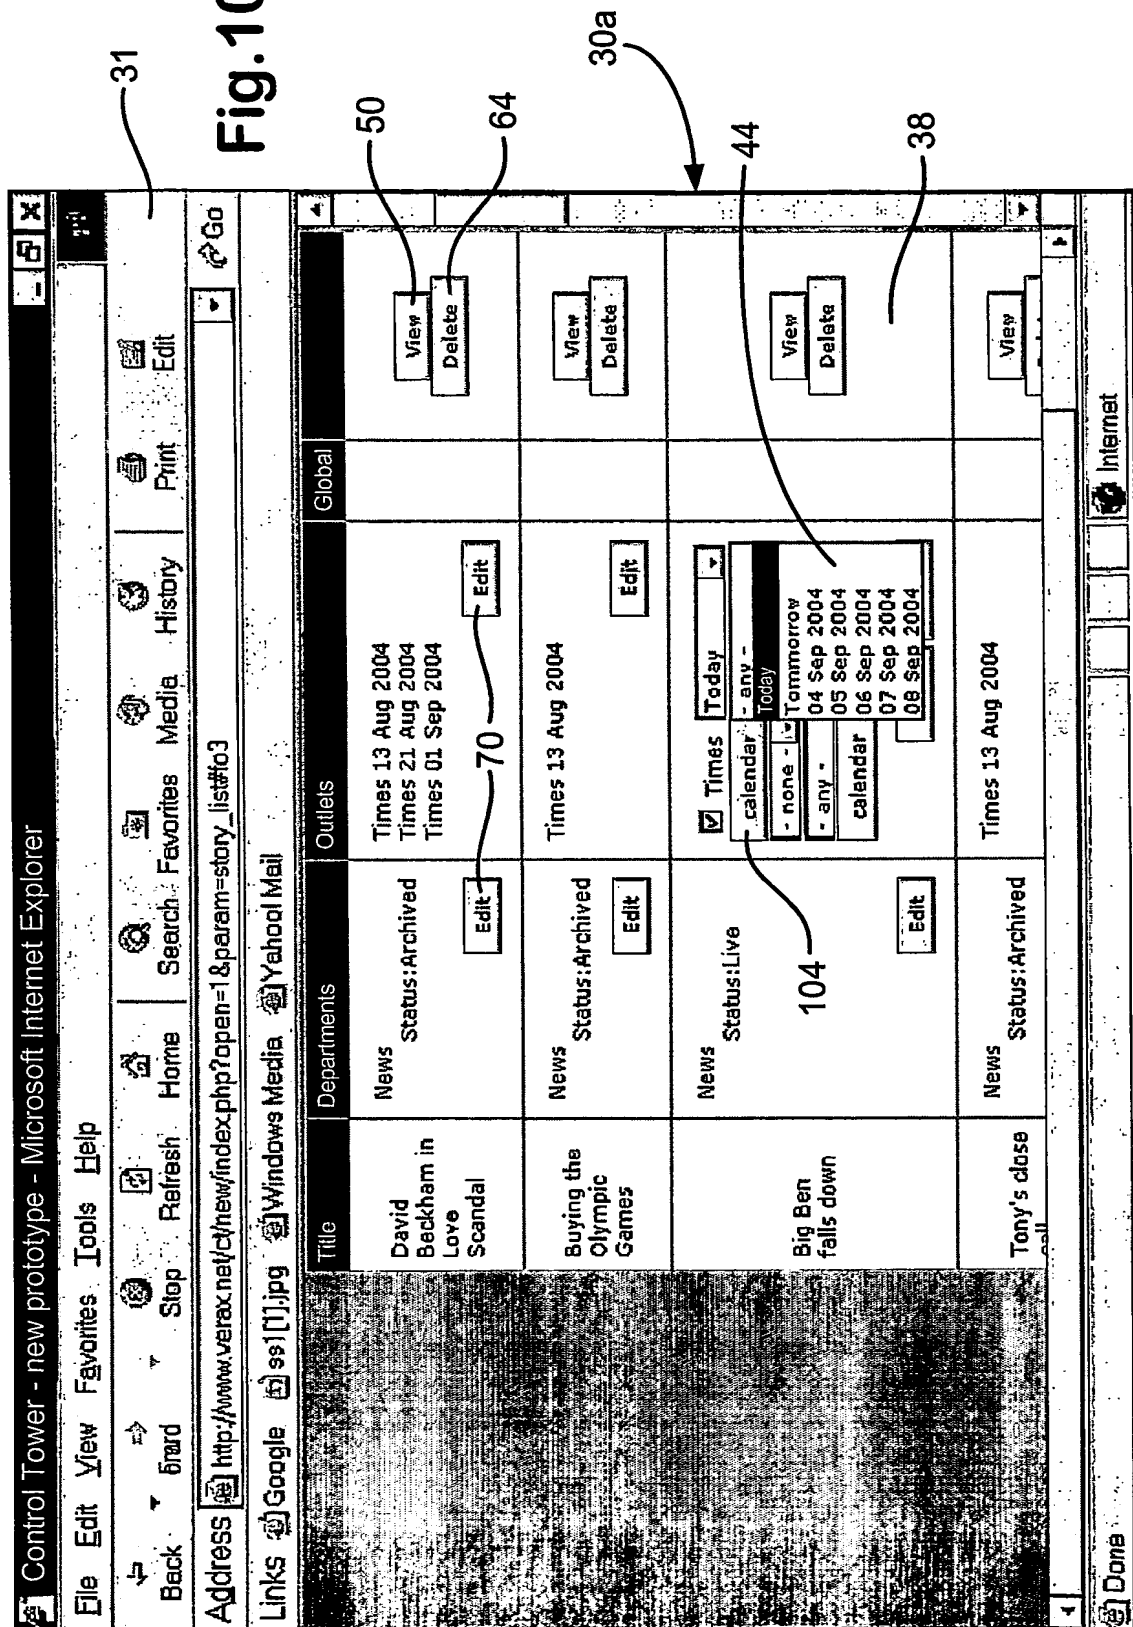 Fig.10
Control Tower - new prototype - Microsoft Internet Explorer
File Edit View Favorites Tools Help
Back Stop Refresh Home Search Favorites Media History Print Edit
31
Address http://www.verax.net/ct/new/index.php?open=1&param=story_list#fo3 Go
Links Google ss1[1].jpg Windows Media Yahoo! Mail
Title Departments Outlets Global
David
Beckham in
Love
Scandal
News
Status:Archived
Edit
Times 13 Aug 2004
Times 21 Aug 2004
Times 01 Sep 2004
Edit
View
Delete
50
64
70
Buying the
Olympic
Games
News
Status:Archived
Edit
Times 13 Aug 2004
Edit
View
Delete
30a
Big Ben
falls down
News
Status:Live
Edit
Times Today
calendar
- none -
- any -
calendar
- any -
Today
Tommorrow
04 Sep 2004
05 Sep 2004
06 Sep 2004
07 Sep 2004
08 Sep 2004
View
Delete
104
44
38
Tony's close
News
Status:Archived
Times 13 Aug 2004
View
Done Internet